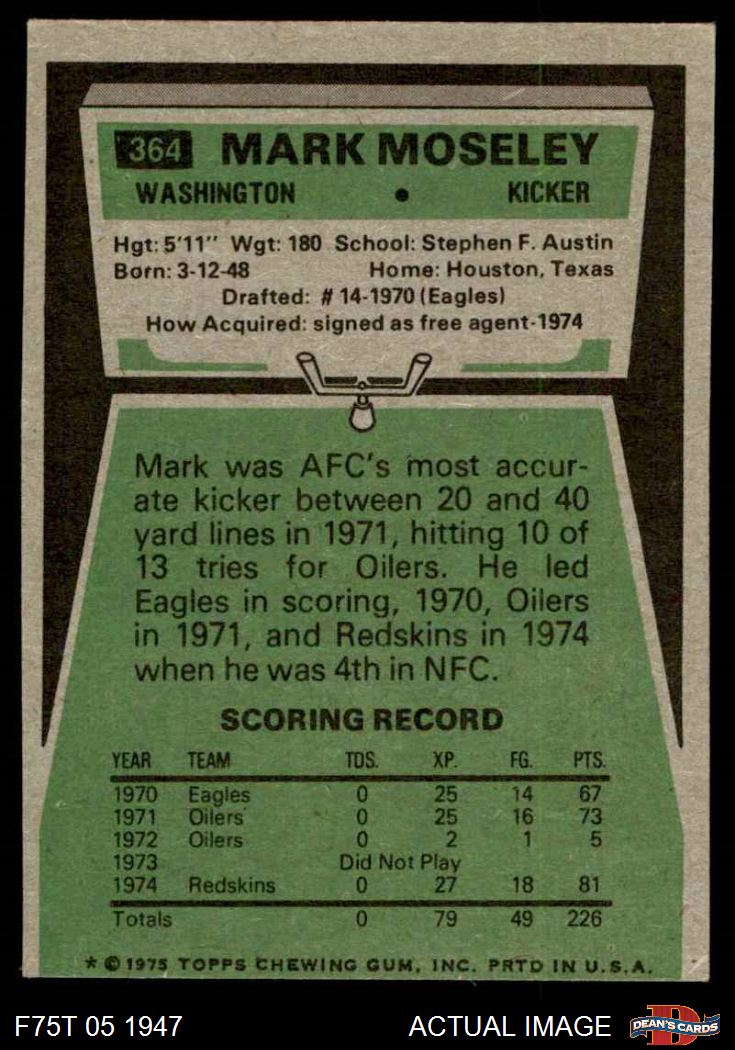 364 MARK MOSELEY
WASHINGTON • KICKER
Hgt: 5'11" Wgt: 180 School: Stephen F. Austin
Born: 3-12-48 Home: Houston, Texas
Drafted: #14-1970 (Eagles)
How Acquired: signed as free agent-1974
Mark was AFC's most accur-
ate kicker between 20 and 40
yard lines in 1971, hitting 10 of
13 tries for Oilers. He led
Eagles in scoring, 1970, Oilers
in 1971, and Redskins in 1974
when he was 4th in NFC.
SCORING RECORD
YEAR TEAM TDS. XP. FG. PTS.
1970 Eagles 0 25 14 67
1971 Oilers 0 25 16 73
1972 Oilers 0 2 1 5
1973 Did Not Play
1974 Redskins 0 27 18 81
Totals 0 79 49 226
* © 1975 TOPPS CHEWING GUM, INC. PRTD IN U.S.A.
F75T 05 1947 ACTUAL IMAGE D DEAN'S CARDS